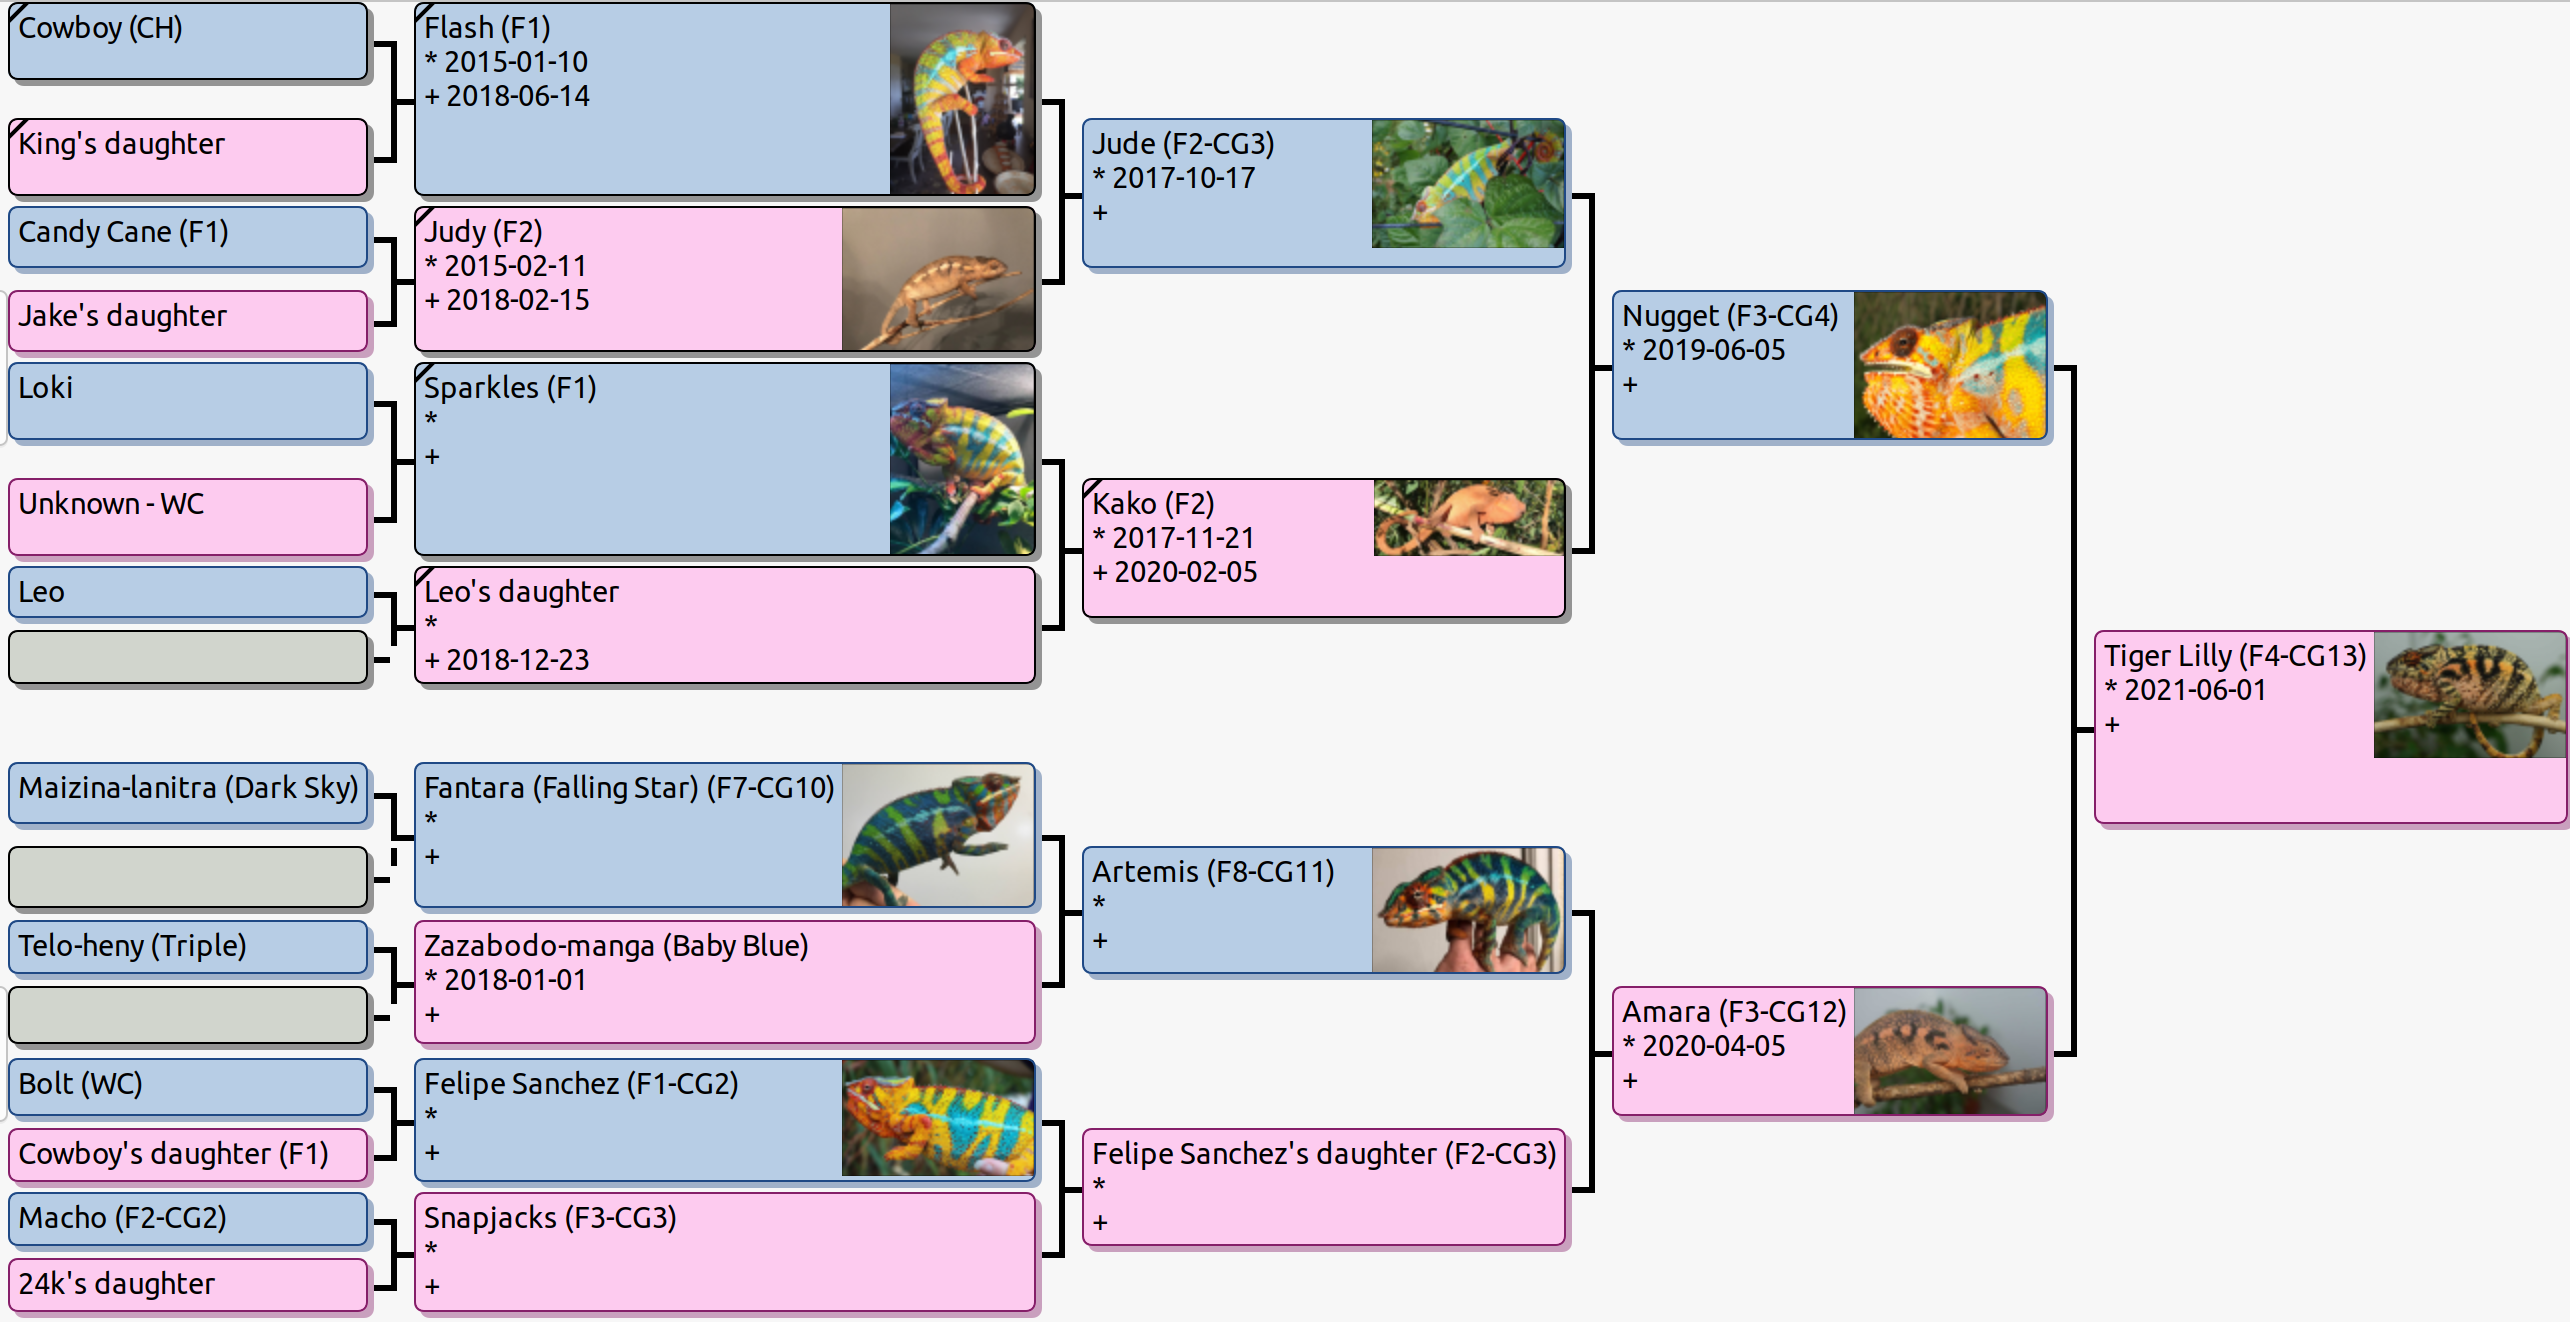 Cowboy (CH)
King's daughter
Candy Cane (F1)
Jake's daughter
Loki
Unknown - WC
Leo
Maizina-lanitra (Dark Sky)
Telo-heny (Triple)
Bolt (WC)
Cowboy's daughter (F1)
Macho (F2-CG2)
24k's daughter
Flash (F1)
* 2015-01-10
+ 2018-06-14
Judy (F2)
* 2015-02-11
+ 2018-02-15
Sparkles (F1)
*
+
Leo's daughter
*
+ 2018-12-23
Fantara (Falling Star) (F7-CG10)
*
+
Zazabodo-manga (Baby Blue)
* 2018-01-01
+
Felipe Sanchez (F1-CG2)
*
+
Snapjacks (F3-CG3)
*
+
Jude (F2-CG3)
* 2017-10-17
+
Kako (F2)
* 2017-11-21
+ 2020-02-05
Artemis (F8-CG11)
*
+
Felipe Sanchez's daughter (F2-CG3)
*
+
Nugget (F3-CG4)
* 2019-06-05
+
Amara (F3-CG12)
* 2020-04-05
+
Tiger Lilly (F4-CG13)
* 2021-06-01
+